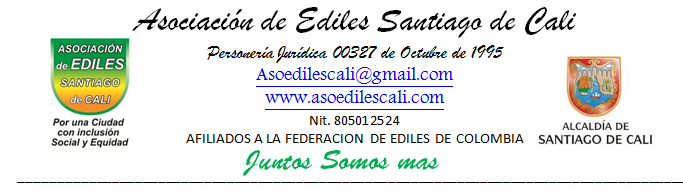 Asociación de Ediles Santiago de Cali
Personería Jurídica 00327 de Octubre de 1995
Asoedilescali@gmail.com
www.asoedilescali.com
Nit. 805012524
AFILIADOS A LA FEDERACION DE EDILES DE COLOMBIA
Juntos Somos mas
ASOCIACIÓN
de EDILES
SANTIAGO
de CALI
Por una Ciudad
con inclusión
Social y Equidad
ALCALDÍA DE
SANTIAGO DE CALI